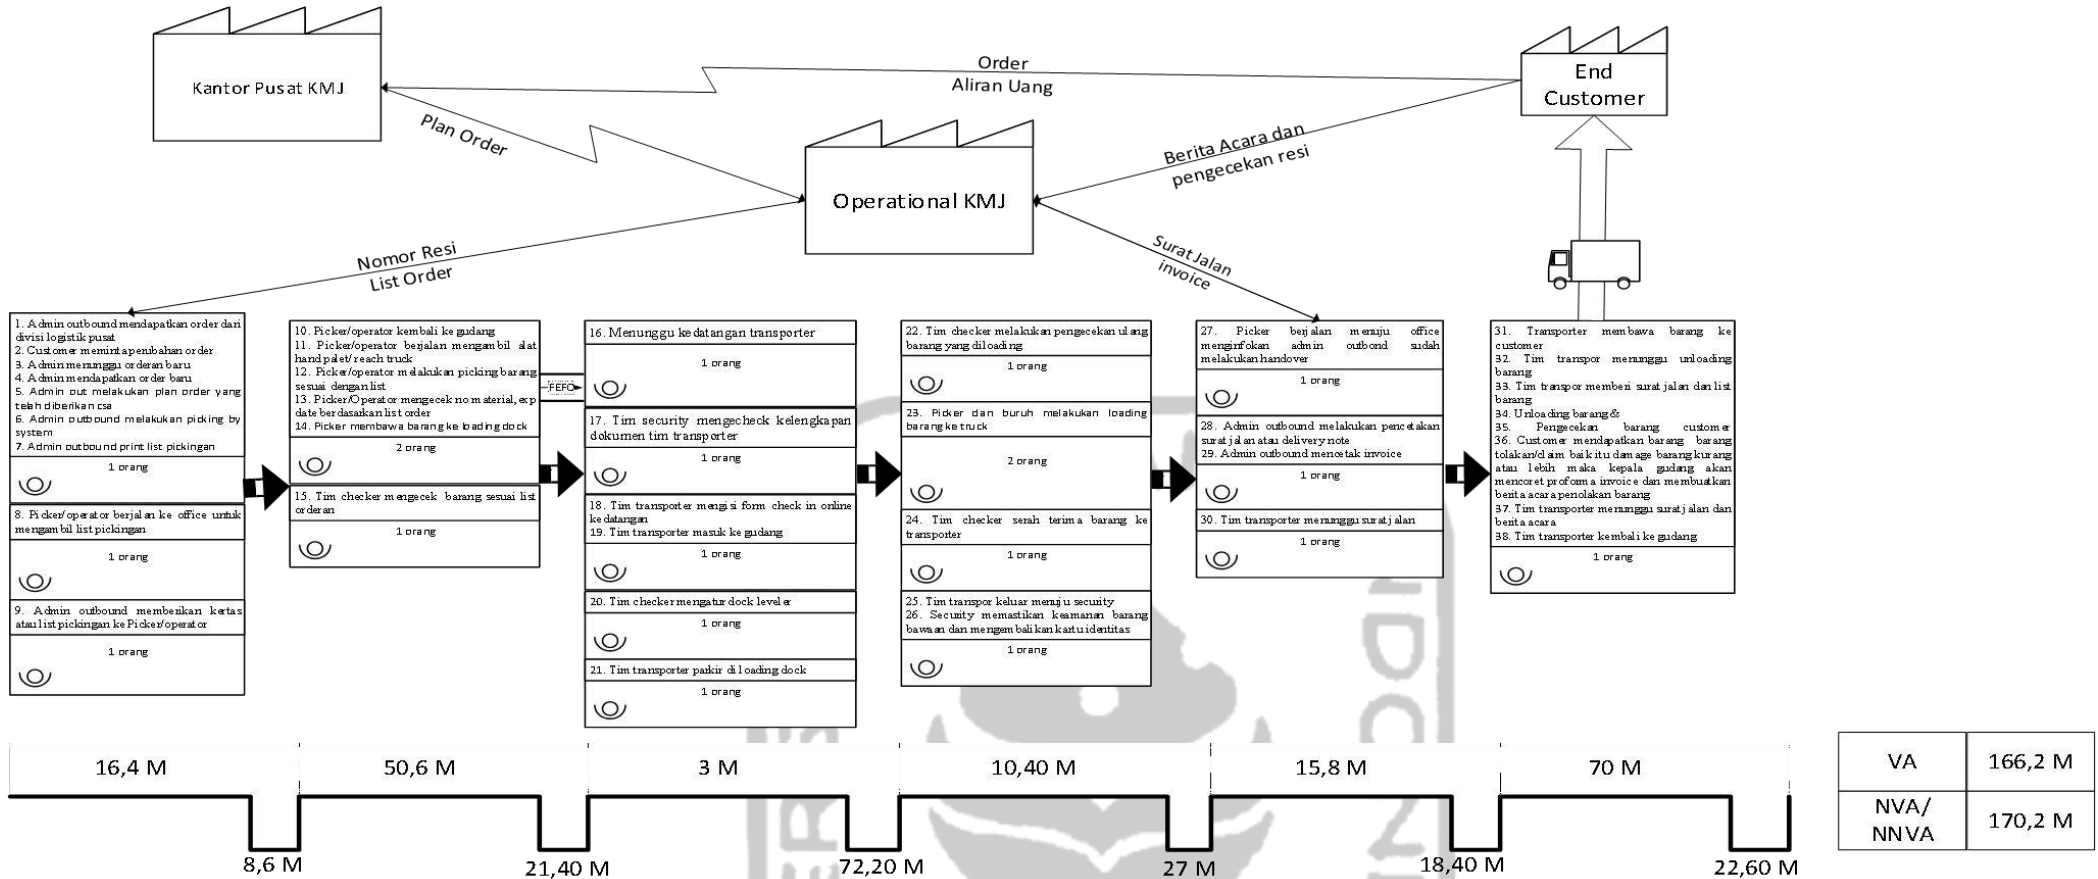 Kantor Pusat KMJ
Order
Aliran Uang
End
Customer
Plan Order
Berita Acara dan
pengecekan resi
Operational KMJ
Nomor Resi
List Order
Surat Jalan
invoice
1. Admin outbound mendapatkan order dari
divisi logistik pusat
2. Customer meminta perubahan order
3. Admin menunggu orderan baru
4. Admin mendapatkan order baru
5. Admin out melakukan plan order yang
telah diberikan csa
6. Admin outbound melakukan picking by
system
7. Admin outbound print list pickingan
1 orang
8. Picker/operator berjalan ke office untuk
mengambil list pickingan
1 orang
9. Admin outbound memberikan kertas
atau list pickingan ke Picker/operator
1 orang
10. Picker/operator kembali ke gudang
11. Picker/operator berjalan mengambil alat
hand palet/ reach truck
12. Picker/operator melakukan picking barang
sesuai dengan list
13. Picker/Operator mengecek no material, exp
date berdasarkan list order
14. Picker membawa barang ke loading dock
2 orang
15. Tim checker mengecek barang sesuai list
orderan
1 orang
FEFO
16. Menunggu kedatangan transporter
1 orang
17. Tim security mengecheck kelengkapan
dokumen tim transporter
1 orang
18. Tim transporter mengisi form check in online
kedatangan
19. Tim transporter masuk ke gudang
1 orang
20. Tim checker mengatur dock leveler
1 orang
21. Tim transporter parkir di loading dock
1 orang
22. Tim checker melakukan pengecekan ulang
barang yang diloading
1 orang
23. Picker dan buruh melakukan loading
barang ke truck
2 orang
24. Tim checker serah terima barang ke
transporter
1 orang
25. Tim transpor keluar menuju security
26. Security memastikan keamanan barang
bawaan dan mengembalikan kartu identitas
1 orang
27. Picker berjalan menuju office
menginfokan admin outbond sudah
melakukan handover
1 orang
28. Admin outbound melakukan pencetakan
surat jalan atau delivery note
29. Admin outbound mencetak invoice
1 orang
30. Tim transporter menunggu surat jalan
1 orang
31. Transporter membawa barang ke
customer
32. Tim transpor menunggu unloading
barang
33. Tim transpor memberi surat jalan dan list
barang
34. Unloading barang &
35. Pengecekan barang customer
36. Customer mendapatkan barang barang
tolakan/claim baik itu damage barang kurang
atau lebih maka kepala gudang akan
mencoret proforma invoice dan membuatkan
berita acara penolakan barang
37. Tim transporter menunggu surat jalan dan
berita acara
38. Tim transporter kembali ke gudang
1 orang
16,4 M
50,6 M
3 M
10,40 M
15,8 M
70 M
8,6 M
21,40 M
72,20 M
27 M
18,40 M
22,60 M
VA
166,2 M
NVA/
NNVA
170,2 M